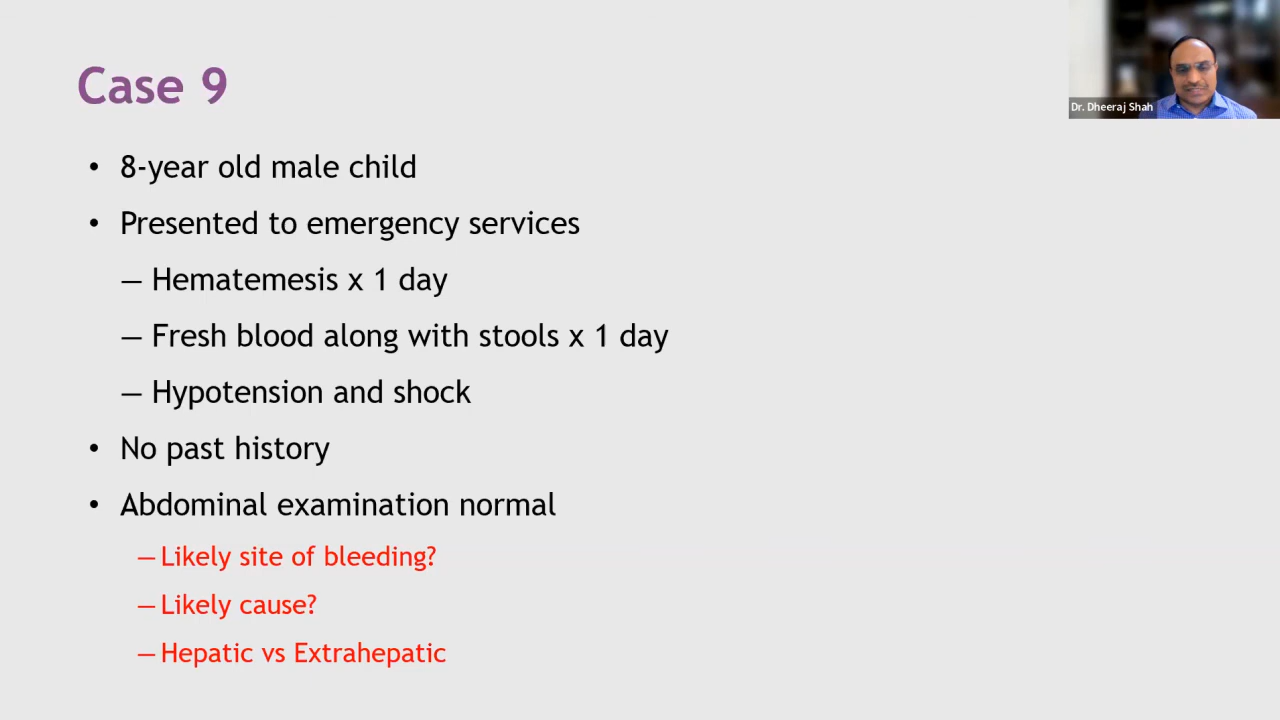 Case 9
Dr. Dheeraj Shah
• 8-year old male child
• Presented to emergency services
— Hematemesis x 1 day
— Fresh blood along with stools x 1 day
— Hypotension and shock
• No past history
• Abdominal examination normal
— Likely site of bleeding?
— Likely cause?
— Hepatic vs Extrahepatic